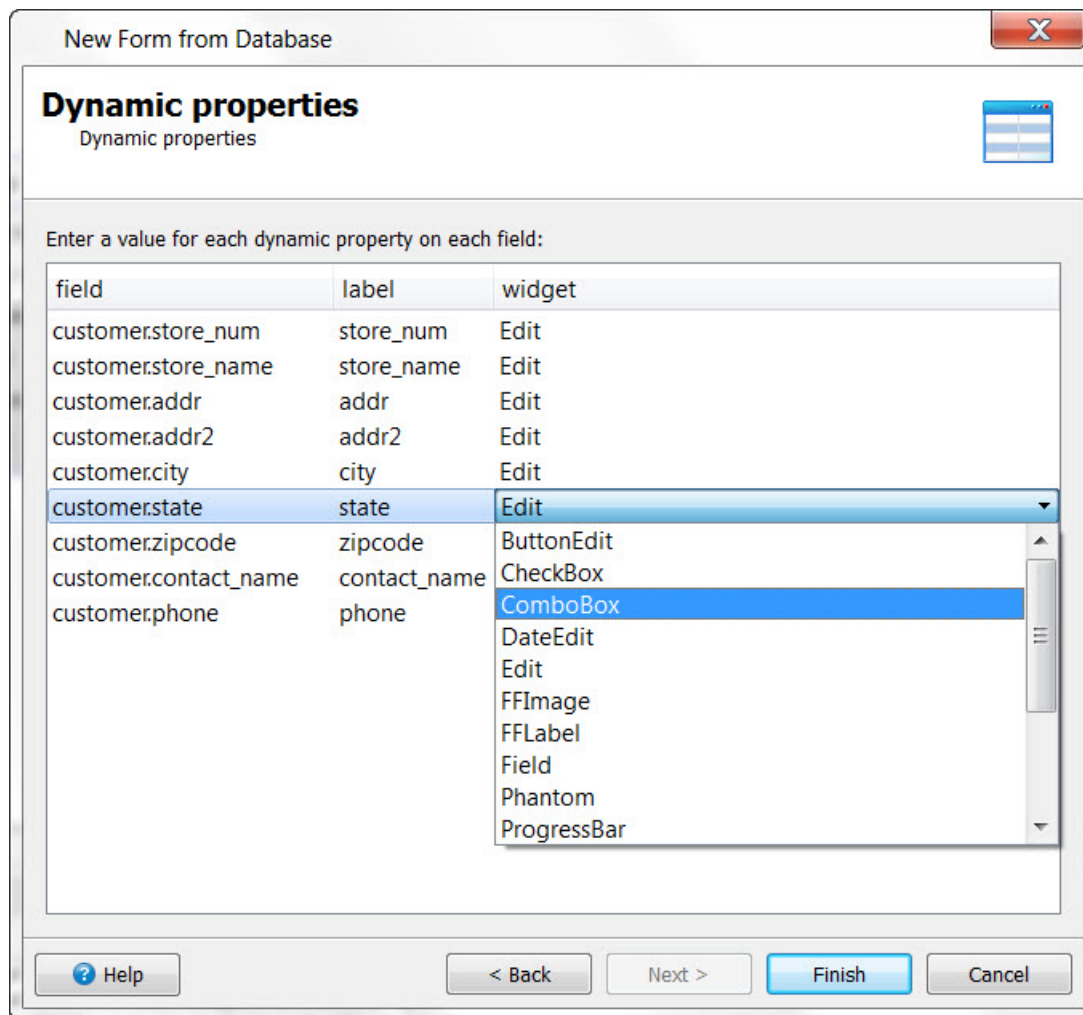 New Form from Database
X
Dynamic properties
Dynamic properties
Enter a value for each dynamic property on each field:
field label widget
customer.store_num store_num Edit
customer.store_name store_name Edit
customer.addr addr Edit
customer.addr2 addr2 Edit
customer.city city Edit
customer.state state Edit
customer.zipcode zipcode ButtonEdit
customer.contact_name contact_name CheckBox
customer.phone phone ComboBox
DateEdit
Edit
FFImage
FFLabel
Field
Phantom
ProgressBar
? Help < Back Next > Finish Cancel